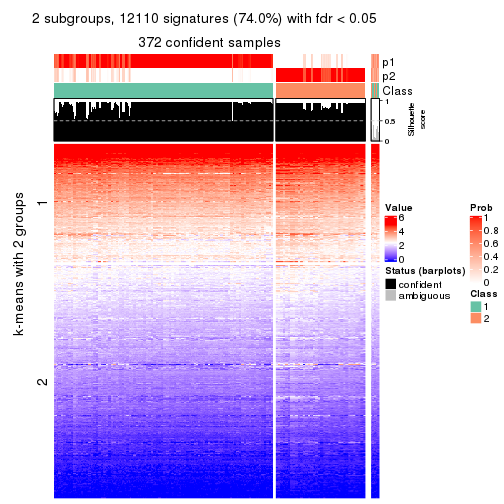 2 subgroups, 12110 signatures (74.0%) with fdr < 0.05
372 confident samples
p1
p2
Class
1
0.5
0
Silhouette
score
k-means with 2 groups
1
2
Value
6
4
2
0
Status (barplots)
confident
ambiguous
Prob
1
0.8
0.6
0.4
0.2
0
Class
1
2